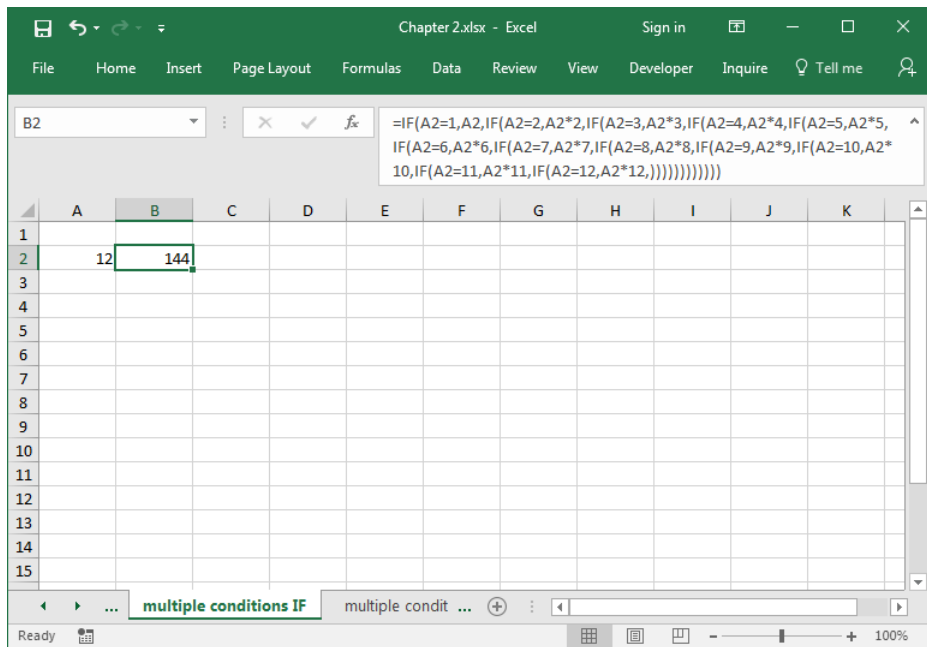 Chapter 2.xlsx - Excel Sign in
File Home Insert Page Layout Formulas Data Review View Developer Inquire Tell me
B2 fx =IF(A2=1,A2,IF(A2=2,A2*2,IF(A2=3,A2*3,IF(A2=4,A2*4,IF(A2=5,A2*5,
IF(A2=6,A2*6,IF(A2=7,A2*7,IF(A2=8,A2*8,IF(A2=9,A2*9,IF(A2=10,A2*
10,IF(A2=11,A2*11,IF(A2=12,A2*12,))))))))))))
A B C D E F G H I J K
1
2 12 144
3
4
5
6
7
8
9
10
11
12
13
14
15
... multiple conditions IF multiple condit ...
Ready 100%